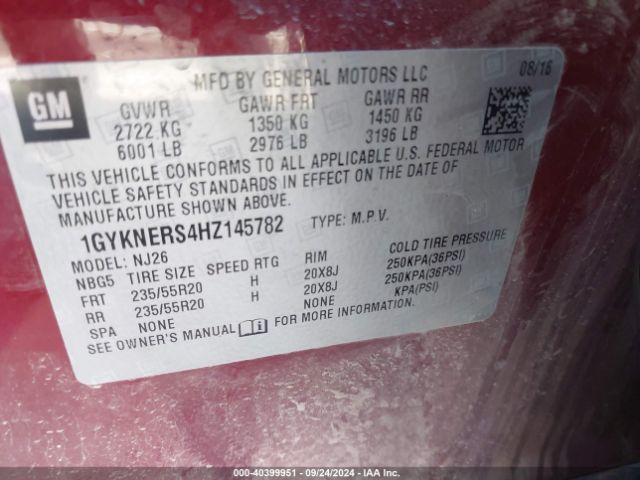 GM
MFD BY GENERAL MOTORS LLC 08/16
GVWR GAWR FRT GAWR RR
2722 KG 1350 KG 1450 KG
6001 LB 2976 LB 3196 LB
THIS VEHICLE CONFORMS TO ALL APPLICABLE U.S. FEDERAL MOTOR
VEHICLE SAFETY STANDARDS IN EFFECT ON THE DATE OF
MANUFACTURE SHOWN ABOVE.
1GYKNERS4HZ145782 TYPE: M.P.V.
MODEL: NJ26
NBG5 TIRE SIZE SPEED RTG RIM COLD TIRE PRESSURE
FRT 235/55R20 H 20X8J 250KPA(36PSI)
RR 235/55R20 H 20X8J 250KPA(36PSI)
SPA NONE NONE KPA(PSI)
SEE OWNER'S MANUAL FOR MORE INFORMATION.
000-40399951 - 09/24/2024 - IAA Inc.